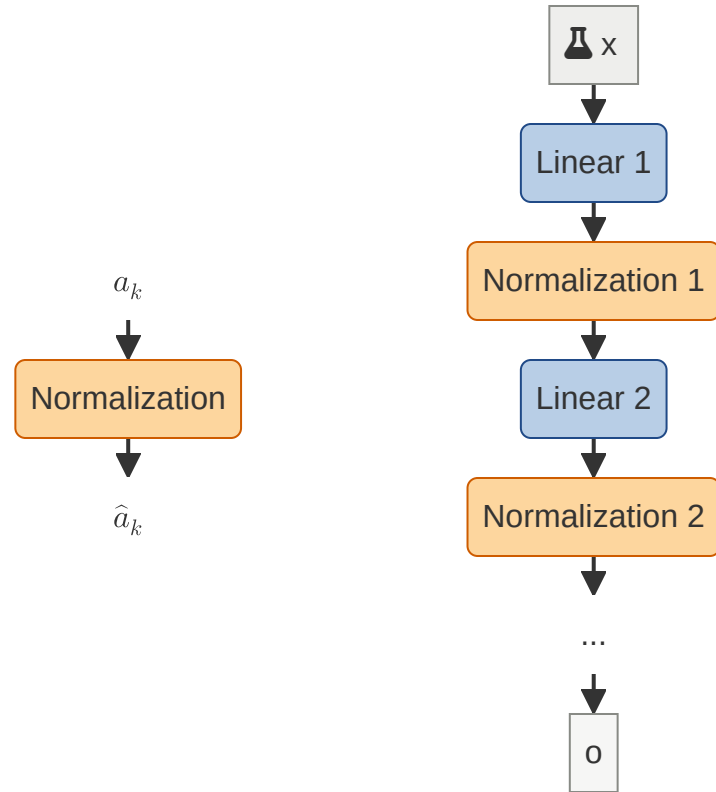 a_k
Normalization
â_k
x
Linear 1
Normalization 1
Linear 2
Normalization 2
...
o